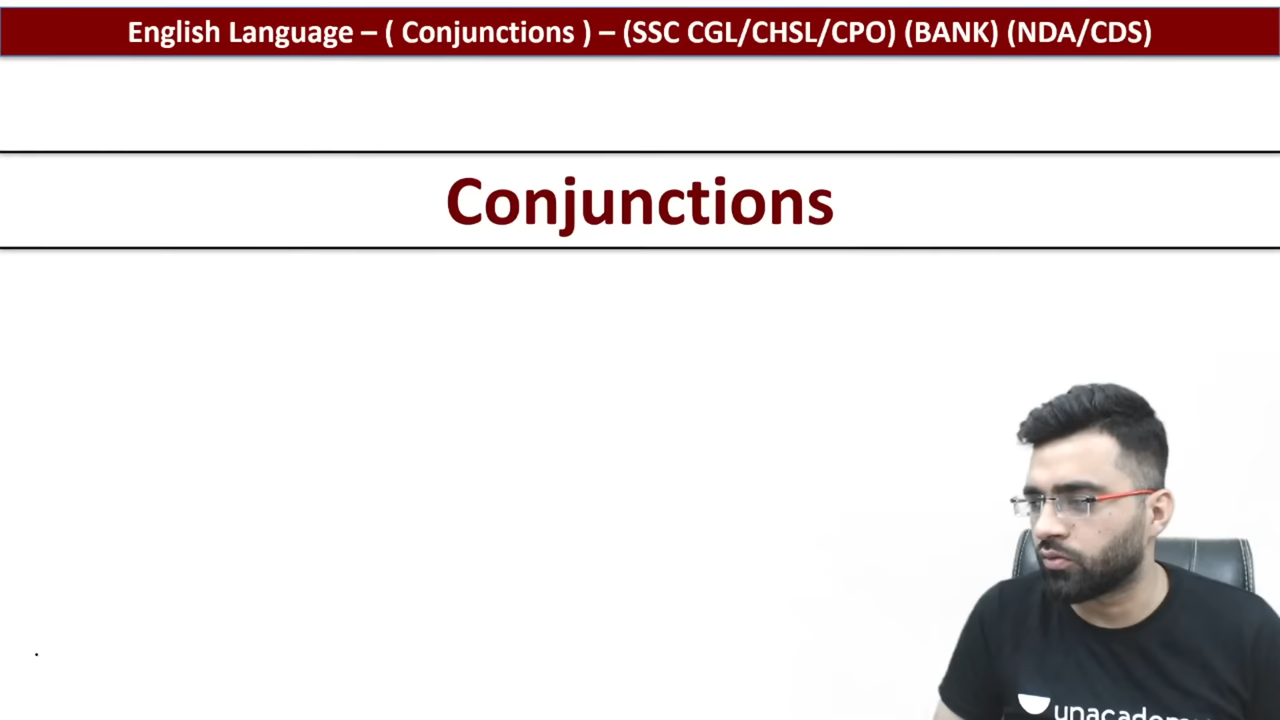 English Language – ( Conjunctions ) – (SSC CGL/CHSL/CPO) (BANK) (NDA/CDS)
Conjunctions